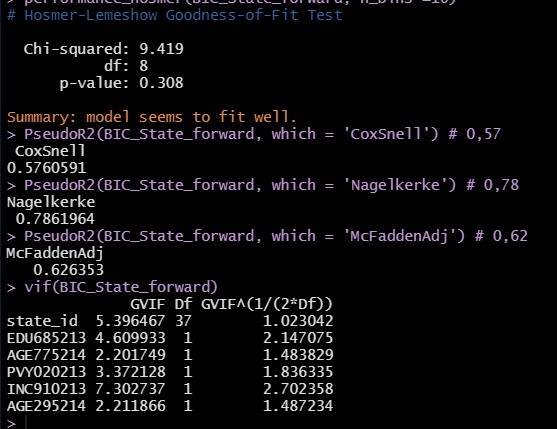 performance_hosmer(BIC_State_forward, n_bins =10)
# Hosmer-Lemeshow Goodness-of-Fit Test
Chi-squared: 9.419
df: 8
p-value: 0.308
Summary: model seems to fit well.
> PseudoR2(BIC_State_forward, which = 'CoxSnell') # 0,57
CoxSnell
0.5760591
> PseudoR2(BIC_State_forward, which = 'Nagelkerke') # 0,78
Nagelkerke
0.7861964
> PseudoR2(BIC_State_forward, which = 'McFaddenAdj') # 0,62
McFaddenAdj
0.626353
> vif(BIC_State_forward)
GVIF Df GVIF^(1/(2*Df))
state_id 5.396467 37 1.023042
EDU685213 4.609933 1 2.147075
AGE775214 2.201749 1 1.483829
PVY020213 3.372128 1 1.836335
INC910213 7.302737 1 2.702358
AGE295214 2.211866 1 1.487234
>